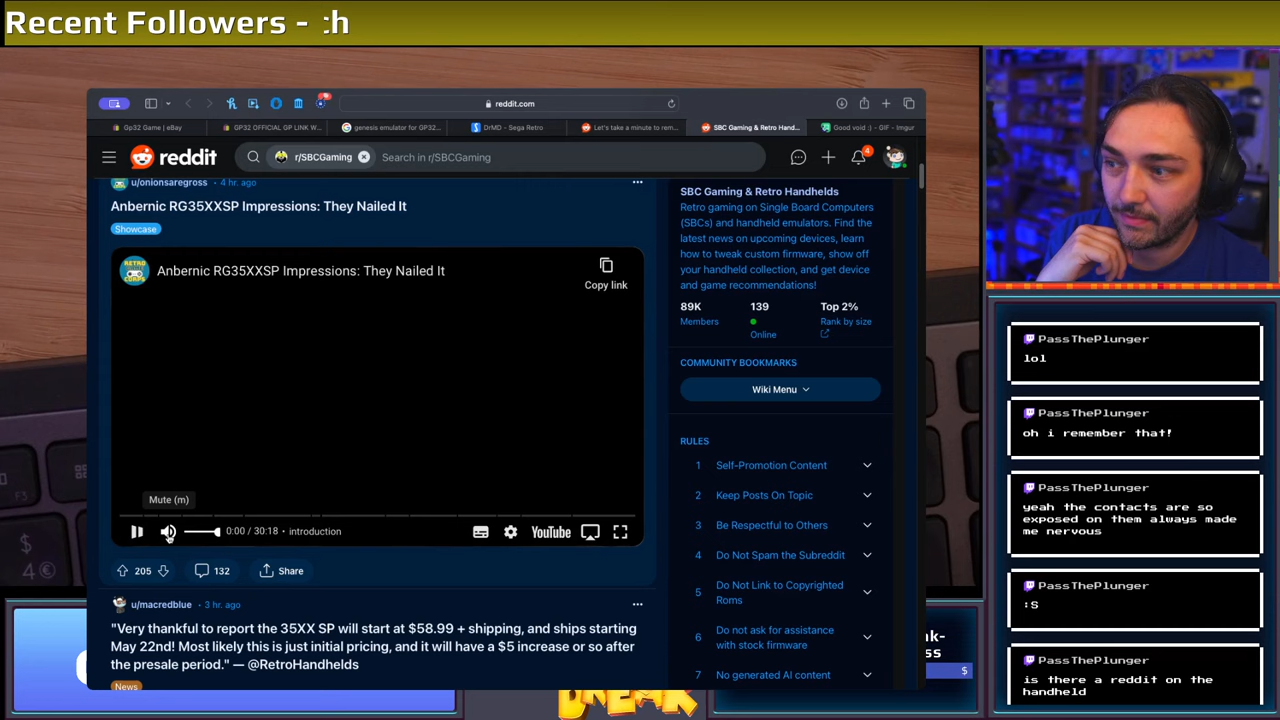 Recent Followers - :h
reddit.com
Gp32 Game | eBay
GP32 OFFICIAL GP LINK W...
genesis emulator for GP32...
DrMD - Sega Retro
Let's take a minute to rem...
SBC Gaming & Retro Hand...
Good void :) - GIF - Imgur
reddit
r/SBCGaming
Search in r/SBCGaming
4
u/onionsaregross · 4 hr. ago
Anbernic RG35XXSP Impressions: They Nailed It
Showcase
RETRO
CORPS
Anbernic RG35XXSP Impressions: They Nailed It
Copy link
Mute (m)
0:00 / 30:18 · introduction
YouTube
205
132
Share
u/macredblue · 3 hr. ago
"Very thankful to report the 35XX SP will start at $58.99 + shipping, and ships starting
May 22nd! Most likely this is just initial pricing, and it will have a $5 increase or so after
the presale period." — @RetroHandhelds
News
SBC Gaming & Retro Handhelds
Retro gaming on Single Board Computers
(SBCs) and handheld emulators. Find the
latest news on upcoming devices, learn
how to tweak custom firmware, show off
your handheld collection, and get device
and game recommendations!
89K
Members
139
Online
Top 2%
Rank by size
COMMUNITY BOOKMARKS
Wiki Menu
RULES
1 Self-Promotion Content
2 Keep Posts On Topic
3 Be Respectful to Others
4 Do Not Spam the Subreddit
5 Do Not Link to Copyrighted
Roms
6 Do not ask for assistance
with stock firmware
7 No generated AI content
PassThePlunger
lol
PassThePlunger
oh i remember that!
PassThePlunger
yeah the contacts are so
exposed on them always made
me nervous
PassThePlunger
:S
PassThePlunger
is there a reddit on the
handheld
F3
$
4 €
$